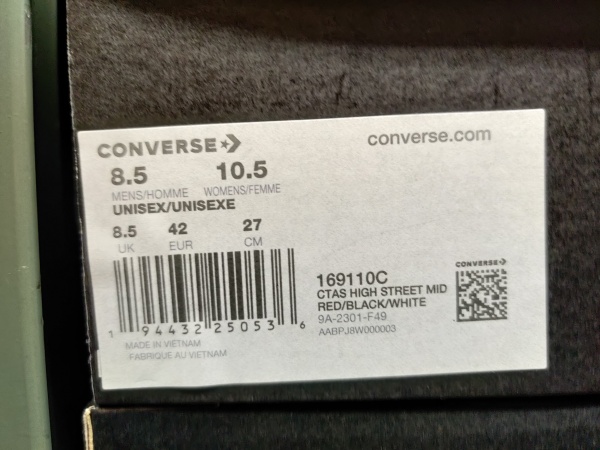 CONVERSE
converse.com
8.5 10.5
MENS/HOMME WOMENS/FEMME
UNISEX/UNISEXE
8.5 42 27
UK EUR CM
169110C
CTAS HIGH STREET MID
RED/BLACK/WHITE
9A-2301-F49
AABPJ8W000003
CONVERSE
1 94432 25053 6
MADE IN VIETNAM
FABRIQUE AU VIETNAM